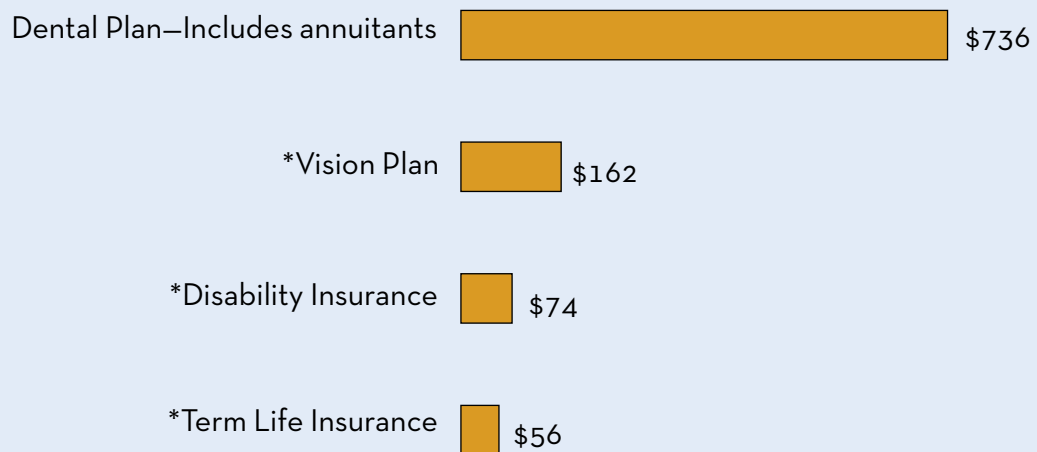 Dental Plan–Includes annuitants $736
*Vision Plan $162
*Disability Insurance $74
*Term Life Insurance $56